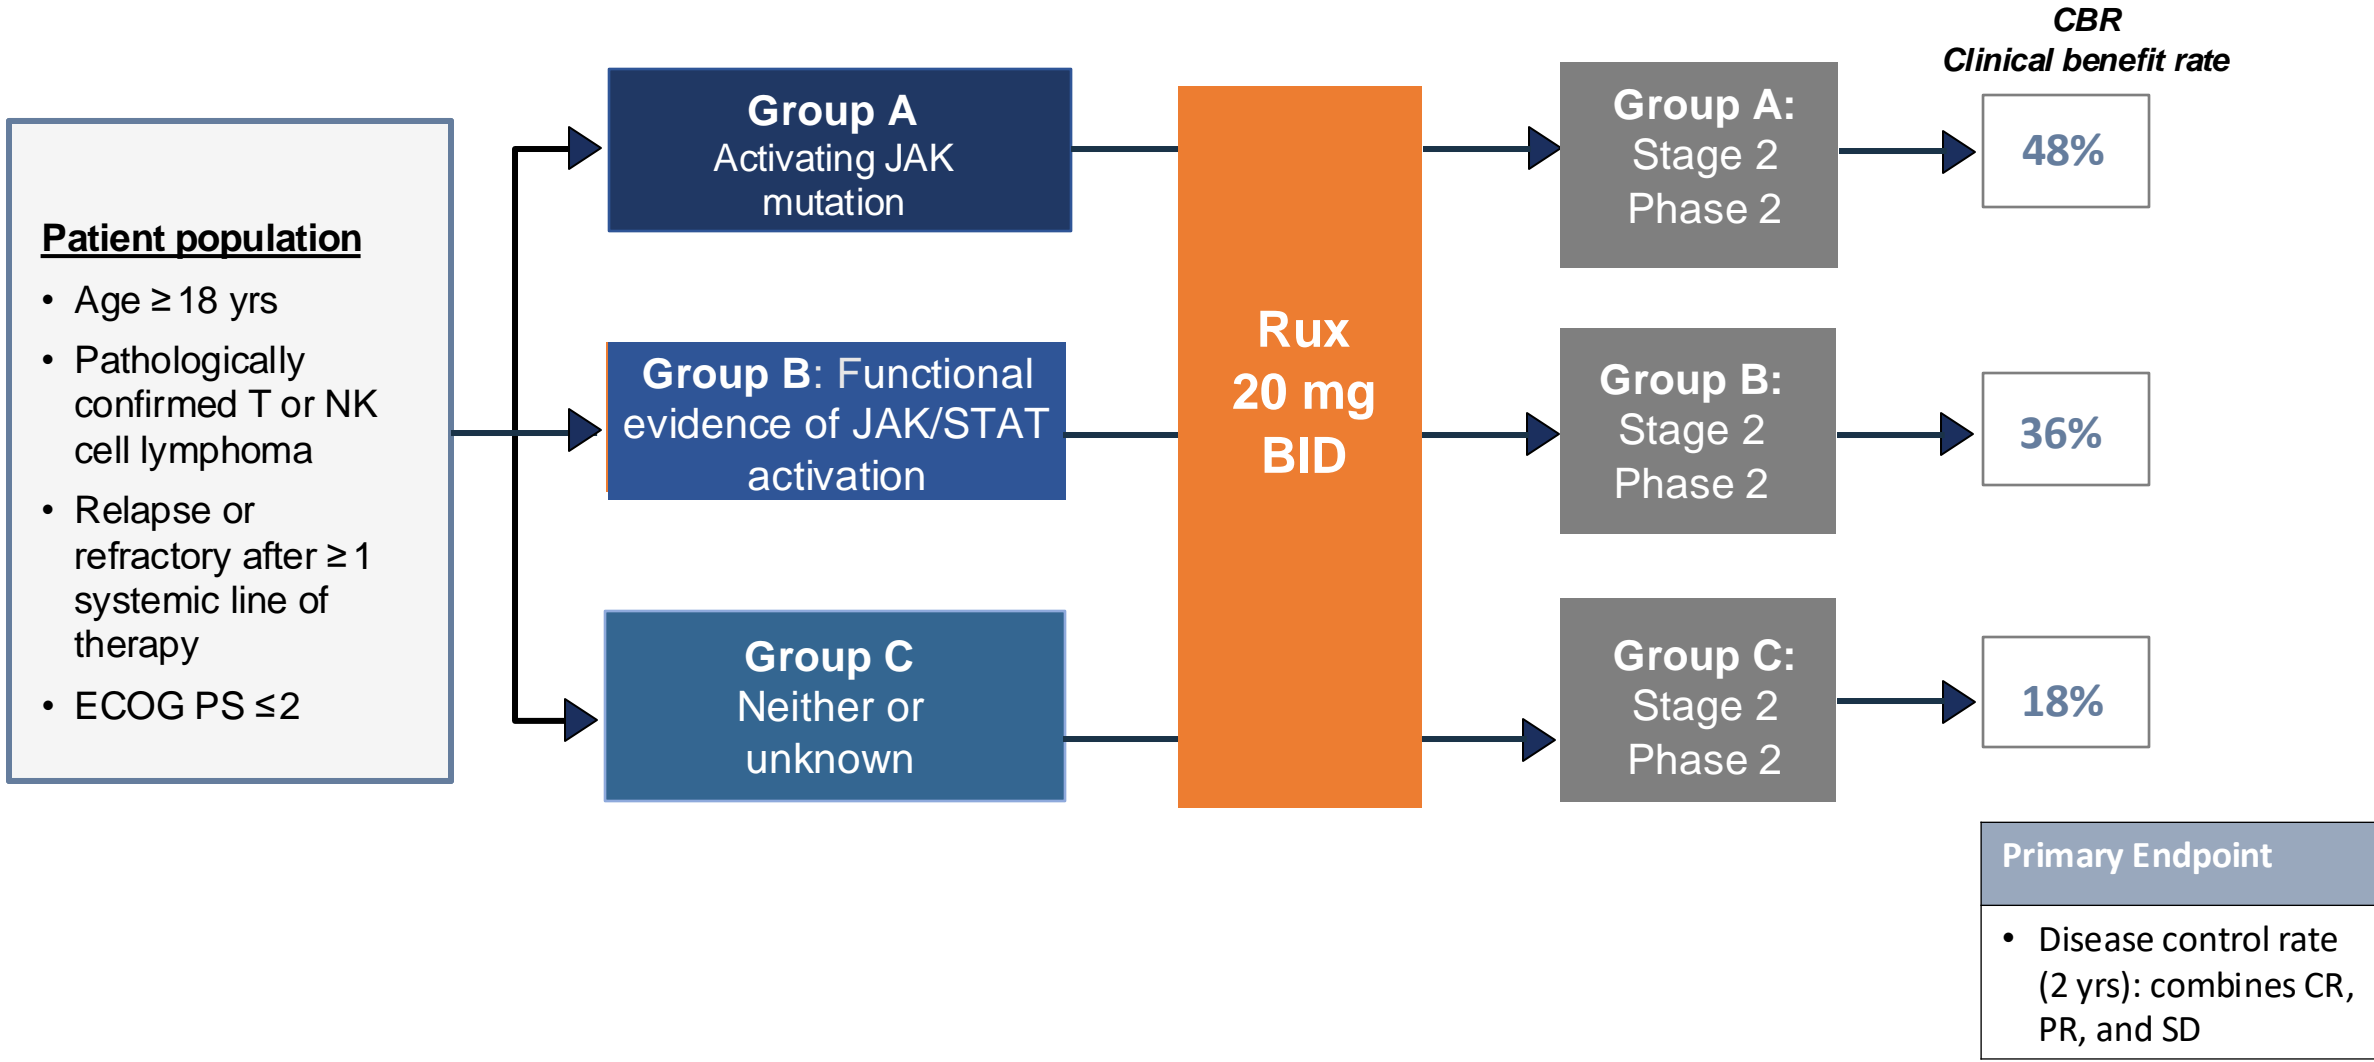 CBR
Clinical benefit rate
Patient population
• Age ≥ 18 yrs
• Pathologically
confirmed T or NK
cell lymphoma
• Relapse or
refractory after ≥ 1
systemic line of
therapy
• ECOG PS ≤ 2
Group A
Activating JAK
mutation
Group B: Functional
evidence of JAK/STAT
activation
Group C
Neither or
unknown
Rux
20 mg
BID
Group A:
Stage 2
Phase 2
48%
Group B:
Stage 2
Phase 2
36%
Group C:
Stage 2
Phase 2
18%
Primary Endpoint
• Disease control rate
(2 yrs): combines CR,
PR, and SD